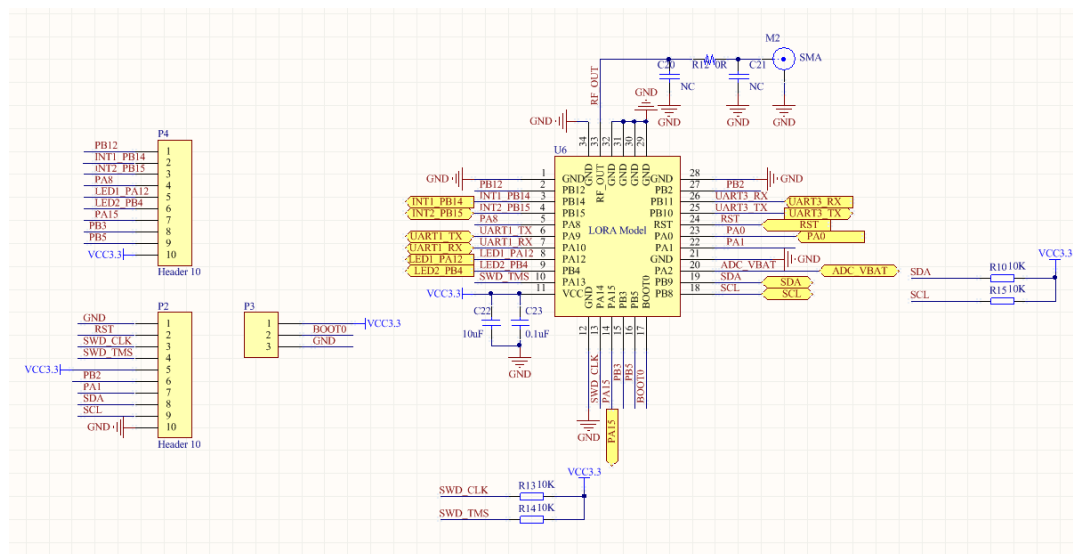 M2
SMA
C20
R12 0R
C21
NC
NC
GND
GND
GND
RF_OUT
GND
GND
34
33
32
31
30
29
U6
GND
RF_OUT
GND
GND
GND
GND
LORA Model
GND
1
GND
PB12
2
PB12
INT1_PB14
INT1_PB14
3
PB14
INT2_PB15
INT2_PB15
4
PB15
PA8
5
PA8
UART1_TX
UART1_TX
6
PA9
UART1_RX
UART1_RX
7
PA10
LED1_PA12
LED1_PA12
8
PA12
LED2_PB4
LED2_PB4
9
PB4
SWD_TMS
10
PA13
VCC3.3
11
VCC
GND
28
GND
PB2
27
PB2
PB11
26
UART3_RX
UART3_RX
PB10
25
UART3_TX
UART3_TX
RST
24
RST
RST
PA0
23
PA0
PA0
PA1
22
PA1
GND
21
GND
PA2
20
ADC_VBAT
ADC_VBAT
PB9
19
SDA
SDA
PB8
18
SCL
SCL
GND
PA14
PA15
PB3
PB5
BOOT0
12
13
14
15
16
17
SWD_CLK
PA15
PB3
PB5
BOOT0
GND
PA15
C22
10uF
C23
0.1uF
GND
P4
PB12
1
INT1_PB14
2
INT2_PB15
3
PA8
4
LED1_PA12
5
LED2_PB4
6
PA15
7
PB3
8
PB5
9
VCC3.3
10
Header 10
P2
GND
1
RST
2
SWD_CLK
3
SWD_TMS
4
VCC3.3
5
PB2
6
PA1
7
SDA
8
SCL
9
GND
10
Header 10
P3
1
VCC3.3
2
BOOT0
3
GND
VCC3.3
SDA
R10 10K
SCL
R15 10K
VCC3.3
SWD_CLK
R13 10K
SWD_TMS
R14 10K